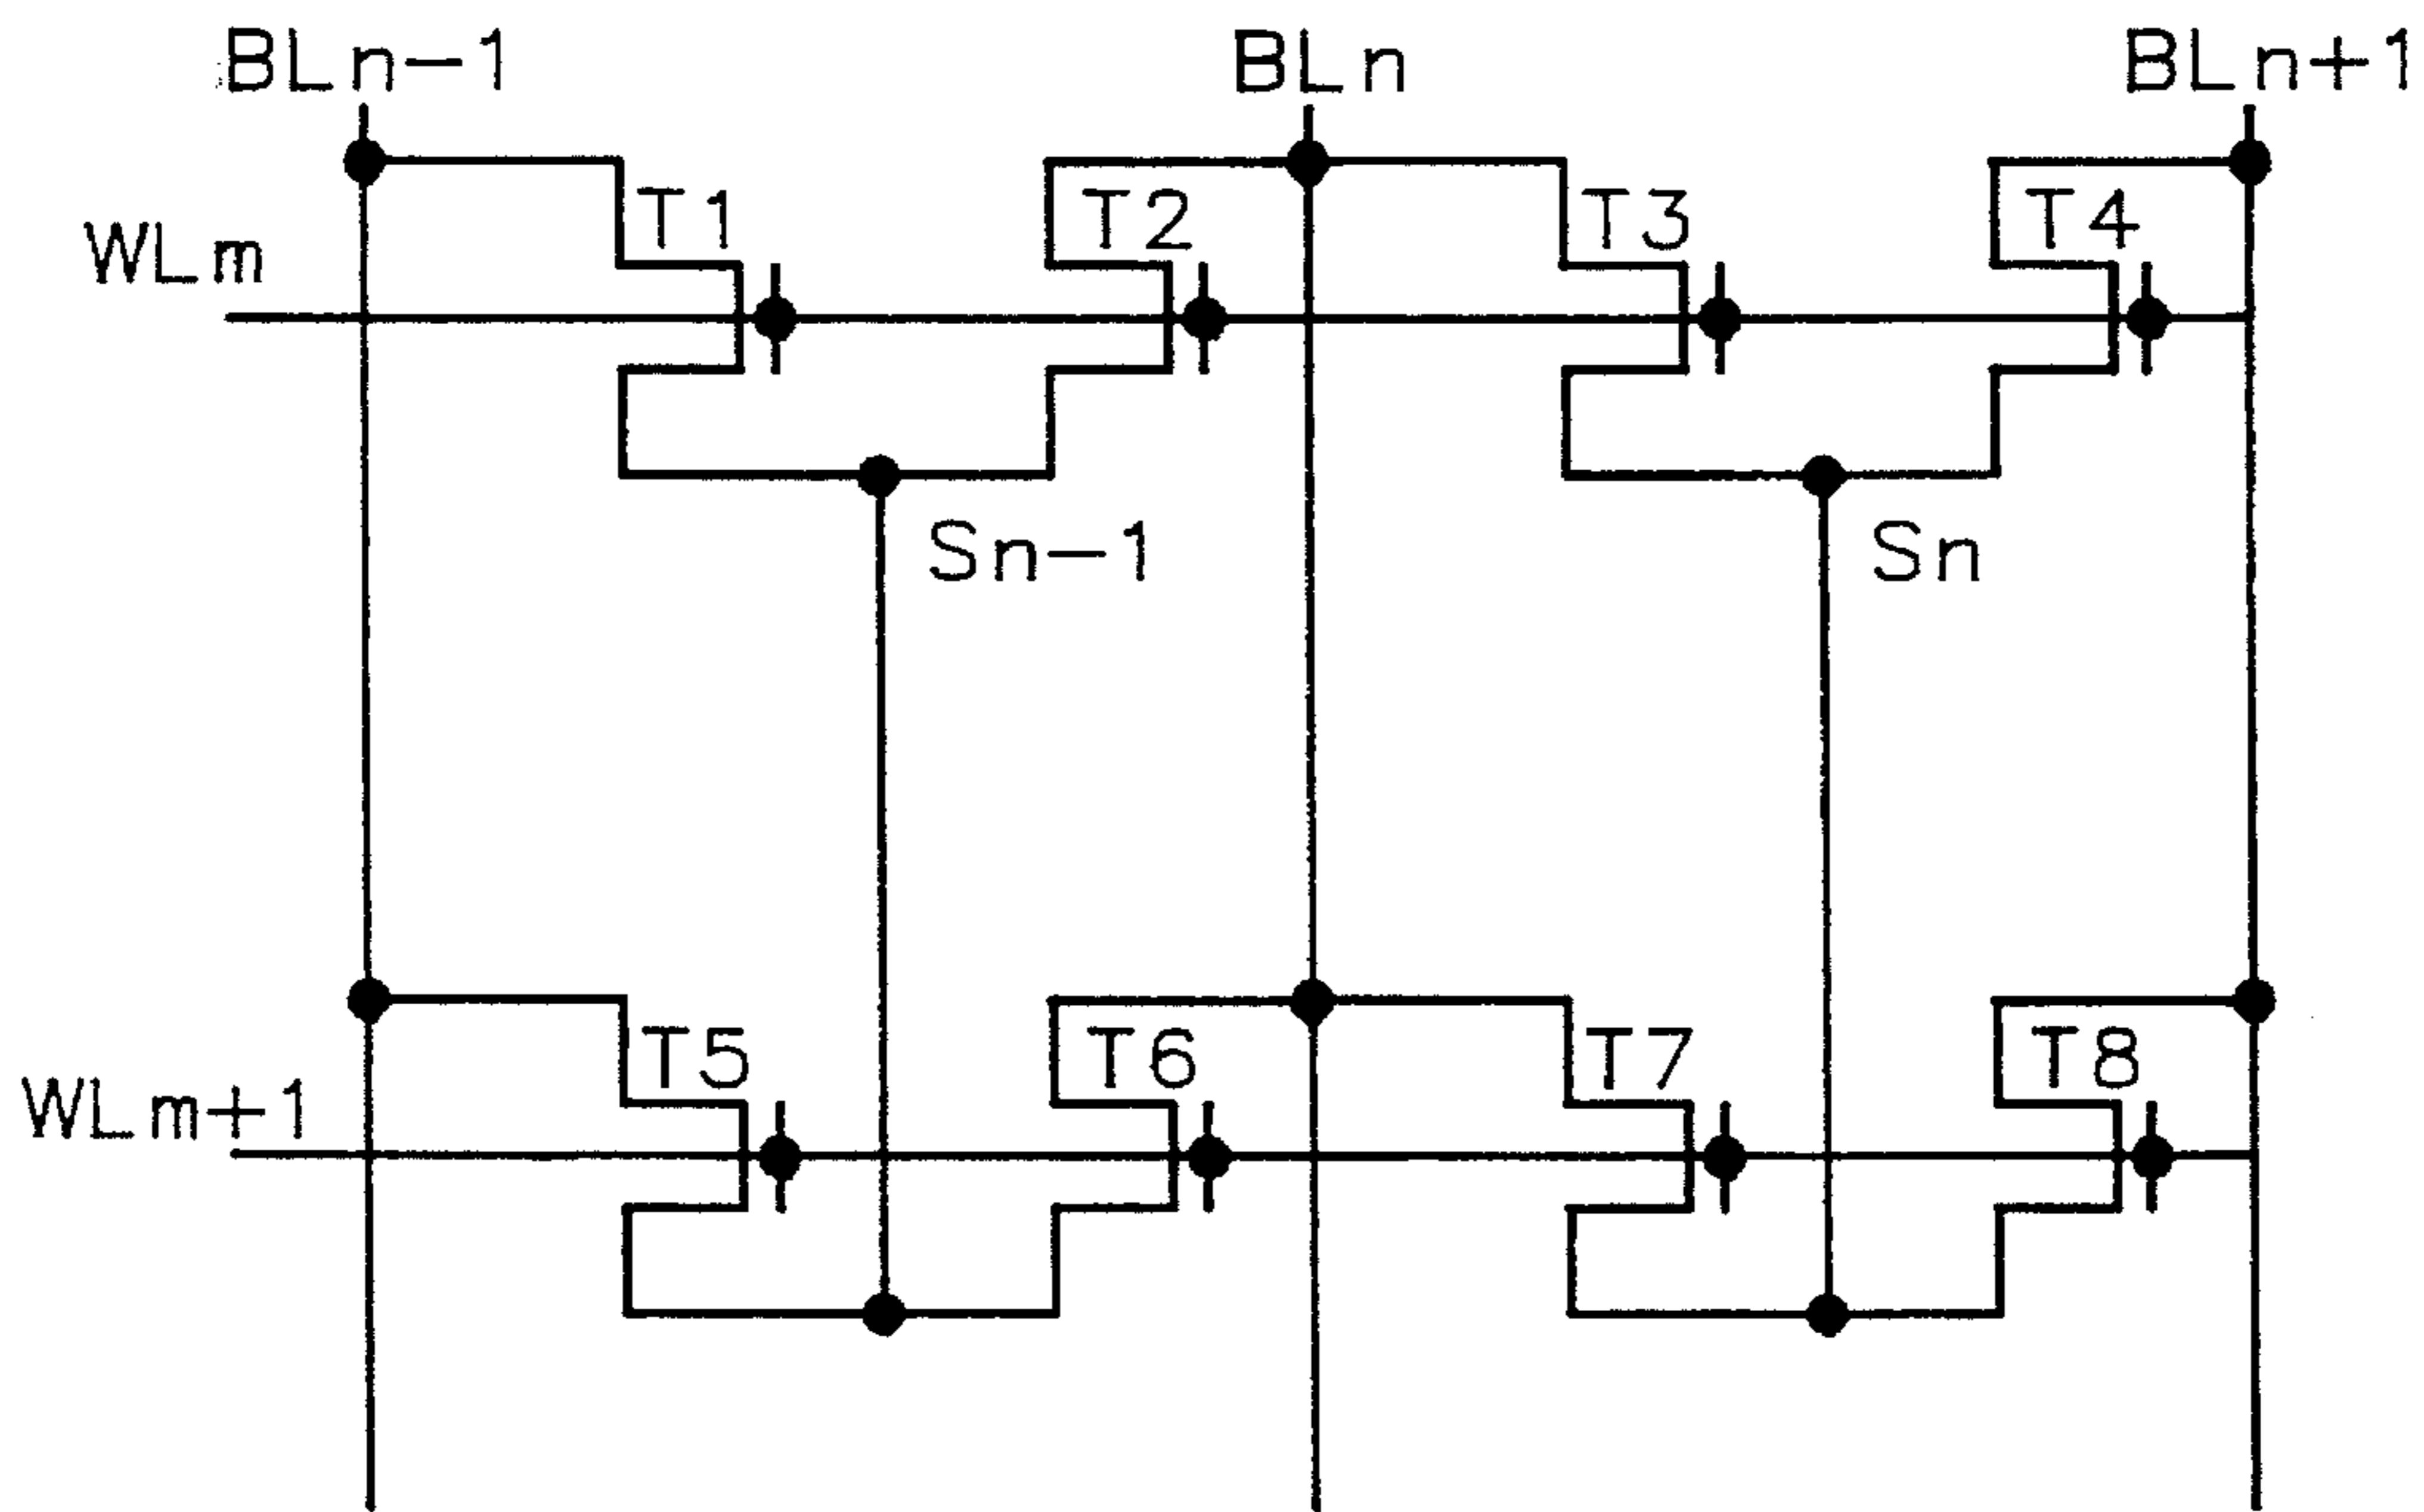 BLn-1 BLn BLn+1
T1 T2 T3 T4
WLm
Sn-1 Sn
T5 T6 T7 T8
WLm+1